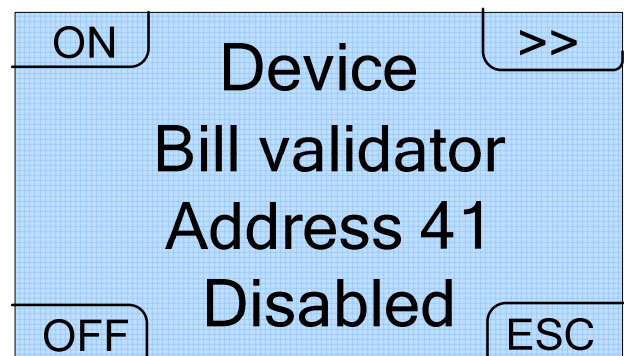 ON
>>
Device
Bill validator
Address 41
Disabled
OFF
ESC